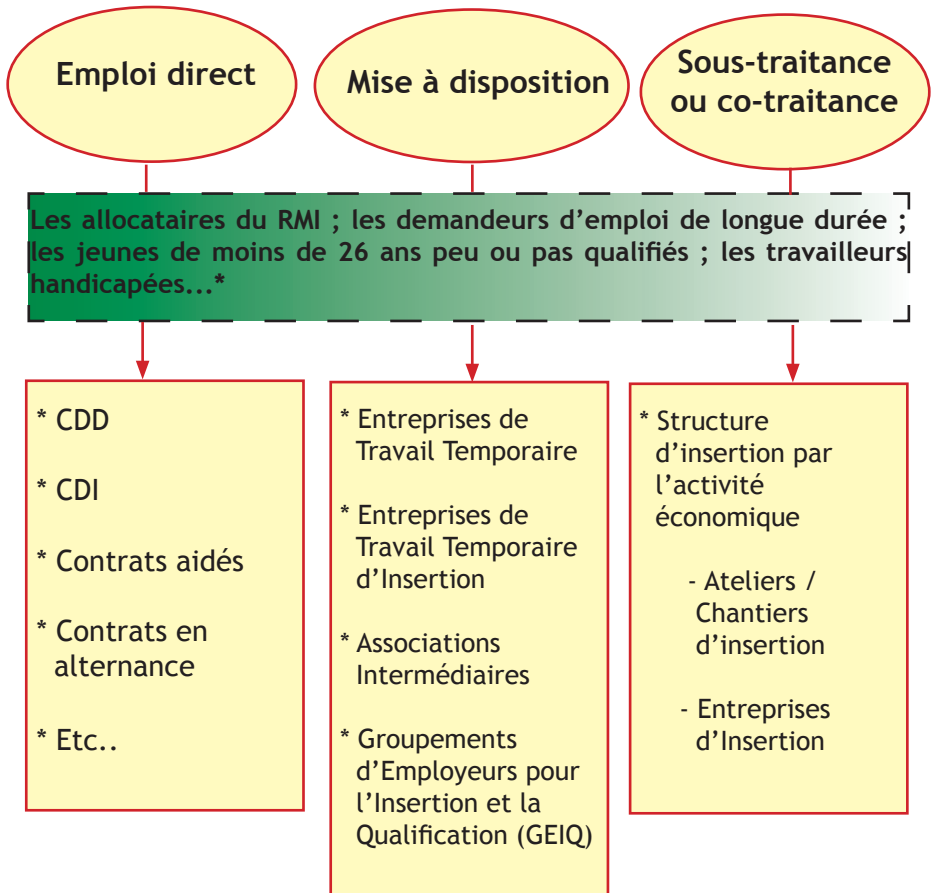 Emploi direct
Mise à disposition
Sous-traitance
ou co-traitance
Les allocataires du RMI ; les demandeurs d’emploi de longue durée ;
les jeunes de moins de 26 ans peu ou pas qualifiés ; les travailleurs
handicapées...*
* CDD
* CDI
* Contrats aidés
* Contrats en
alternance
* Etc..
* Entreprises de
Travail Temporaire
* Entreprises de
Travail Temporaire
d’Insertion
* Associations
Intermédiaires
* Groupements
d’Employeurs pour
l’Insertion et la
Qualification (GEIQ)
* Structure
d’insertion par
l’activité
économique
- Ateliers /
Chantiers
d’insertion
- Entreprises
d’Insertion